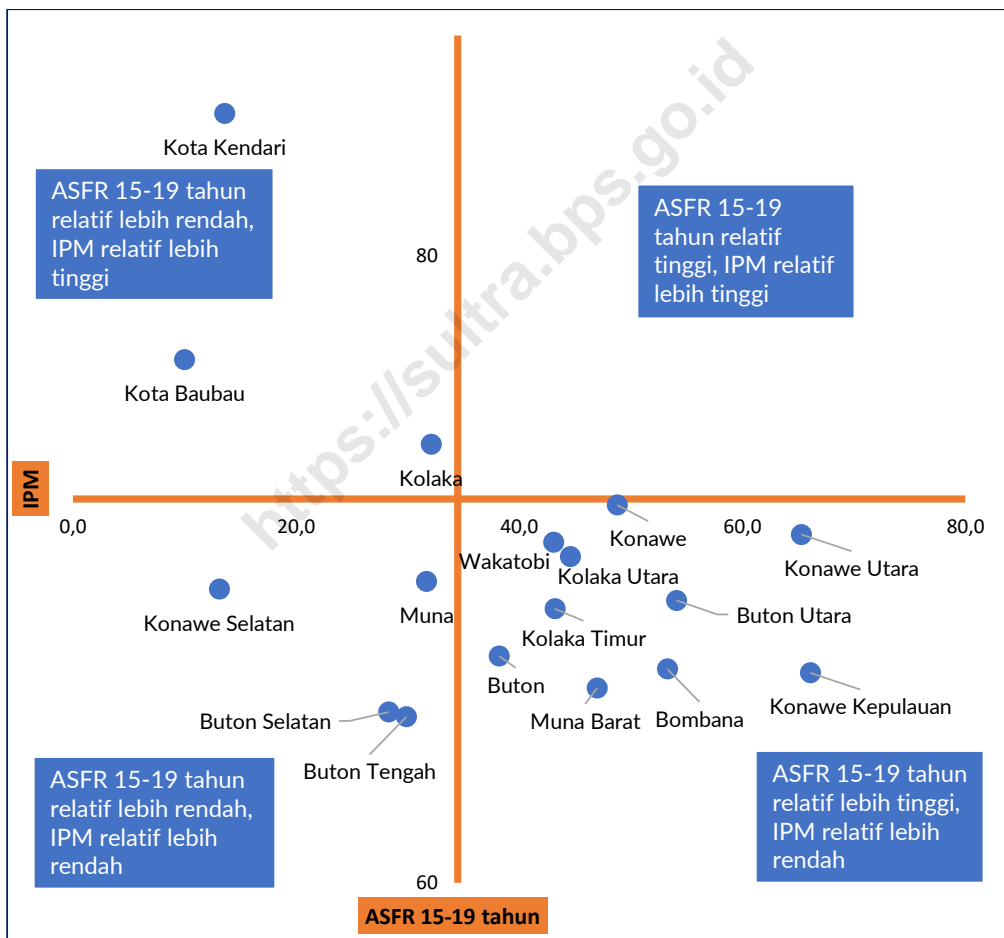 Kota Kendari
ASFR 15-19 tahun
relatif lebih rendah,
IPM relatif lebih
tinggi
ASFR 15-19
tahun relatif
tinggi, IPM relatif
lebih tinggi
80
https://sultra.bps.go.id
Kota Baubau
Kolaka
IPM
0,0
20,0
40,0
60,0
80,0
Konawe
Wakatobi
Kolaka Utara
Konawe Utara
Konawe Selatan
Muna
Kolaka Timur
Buton Utara
Buton
Muna Barat
Bombana
Konawe Kepulauan
Buton Selatan
Buton Tengah
ASFR 15-19 tahun
relatif lebih rendah,
IPM relatif lebih
rendah
ASFR 15-19 tahun
relatif lebih tinggi,
IPM relatif lebih
rendah
60
ASFR 15-19 tahun